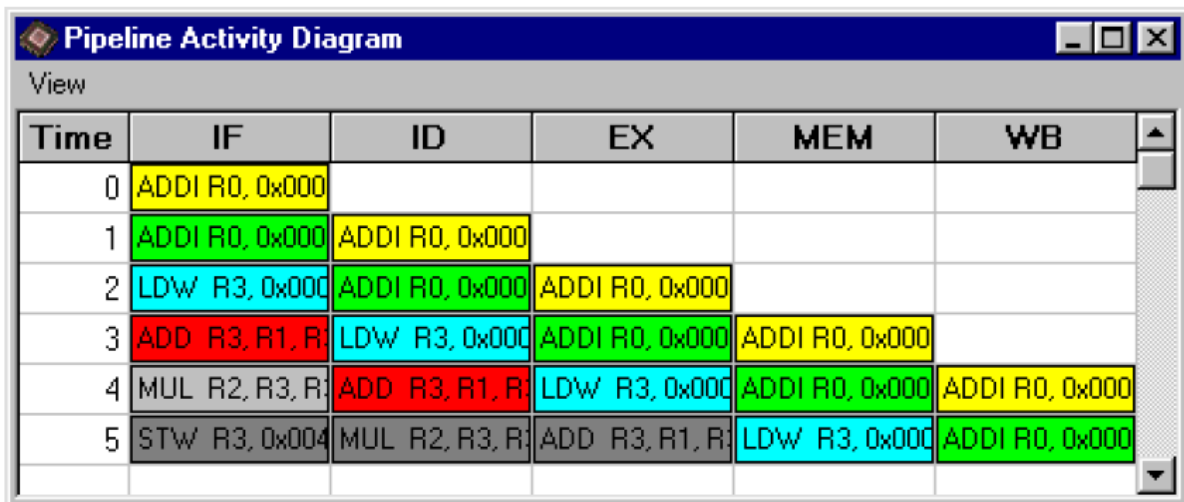 Pipeline Activity Diagram
View
Time IF ID EX MEM WB
0 ADDI R0, 0x000
1 ADDI R0, 0x000 ADDI R0, 0x000
2 LDW R3, 0x000 ADDI R0, 0x000 ADDI R0, 0x000
3 ADD R3, R1, R LDW R3, 0x000 ADDI R0, 0x000 ADDI R0, 0x000
4 MUL R2, R3, R ADD R3, R1, R LDW R3, 0x000 ADDI R0, 0x000 ADDI R0, 0x000
5 STW R3, 0x004 MUL R2, R3, R ADD R3, R1, R LDW R3, 0x000 ADDI R0, 0x000